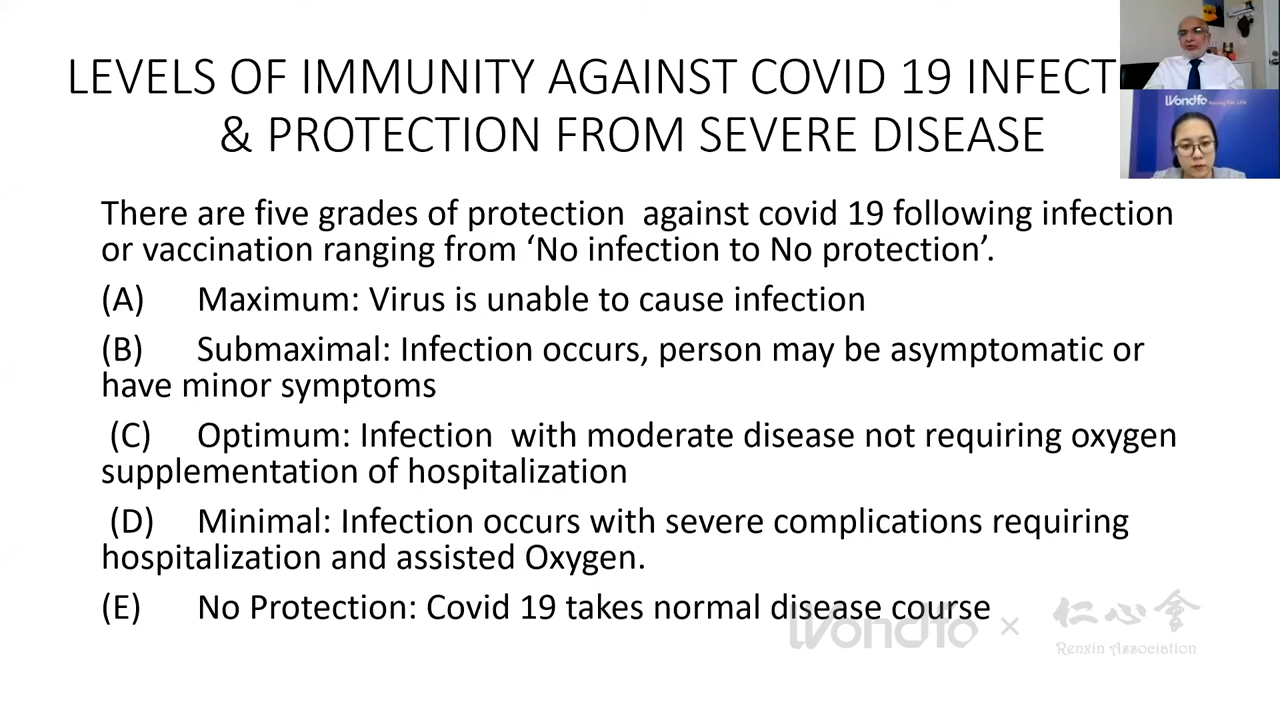 LEVELS OF IMMUNITY AGAINST COVID 19 INFECT
& PROTECTION FROM SEVERE DISEASE
Wondfo
There are five grades of protection against covid 19 following infection
or vaccination ranging from ‘No infection to No protection’.
(A) Maximum: Virus is unable to cause infection
(B) Submaximal: Infection occurs, person may be asymptomatic or
have minor symptoms
(C) Optimum: Infection with moderate disease not requiring oxygen
supplementation of hospitalization
(D) Minimal: Infection occurs with severe complications requiring
hospitalization and assisted Oxygen.
(E) No Protection: Covid 19 takes normal disease course
Wondfo × 仁心會
Renxin Association